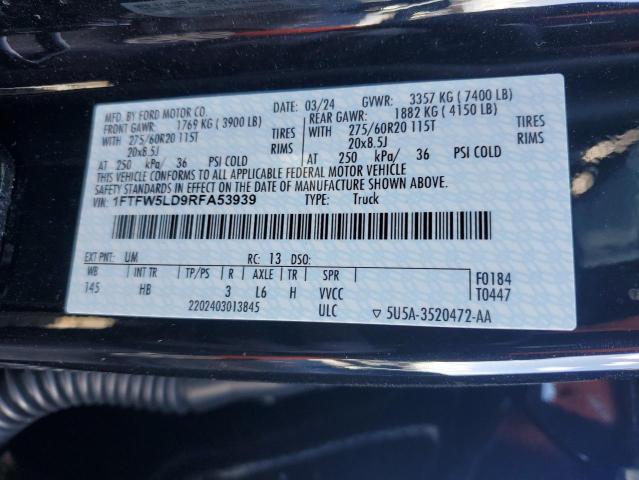 MFD. BY FORD MOTOR CO. DATE: 03/24 GVWR: 3357 KG ( 7400 LB)
FRONT GAWR: 1769 KG ( 3900 LB) REAR GAWR: 1882 KG ( 4150 LB)
WITH 275/60R20 115T TIRES WITH 275/60R20 115T TIRES
20x8.5J RIMS 20x8.5J RIMS
AT 250 kPa/ 36 PSI COLD AT 250 kPa/ 36 PSI COLD
THIS VEHICLE CONFORMS TO ALL APPLICABLE FEDERAL MOTOR VEHICLE
SAFETY STANDARDS IN EFFECT ON THE DATE OF MANUFACTURE SHOWN ABOVE.
VIN: 1FTFW5LD9RFA53939 TYPE: Truck
EXT PNT: UM RC: 13 DSO:
WB INT TR TP/PS R AXLE TR SPR F0184
145 HB 3 L6 H VVCC T0447
2202403013845 ULC ▽ 5U5A-3520472-AA